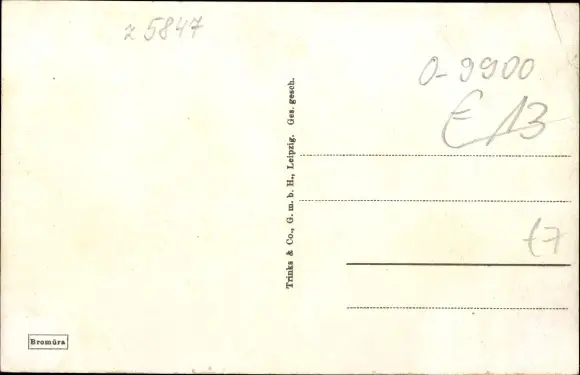 z 5847
0-9900
€ 13
€7
Trinks & Co., G. m. b. H., Leipzig. Ges. gesch.
Bromüra